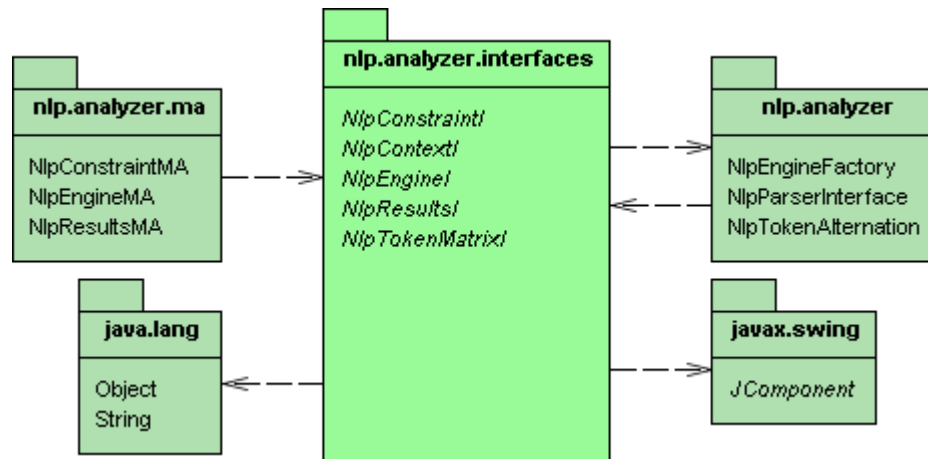 nlp.analyzer.interfaces
NlpConstraintI
NlpContextI
NlpEngineI
NlpResultsI
NlpTokenMatrixI
nlp.analyzer.ma
NlpConstraintMA
NlpEngineMA
NlpResultsMA
nlp.analyzer
NlpEngineFactory
NlpParserInterface
NlpTokenAlternation
java.lang
Object
String
javax.swing
JComponent